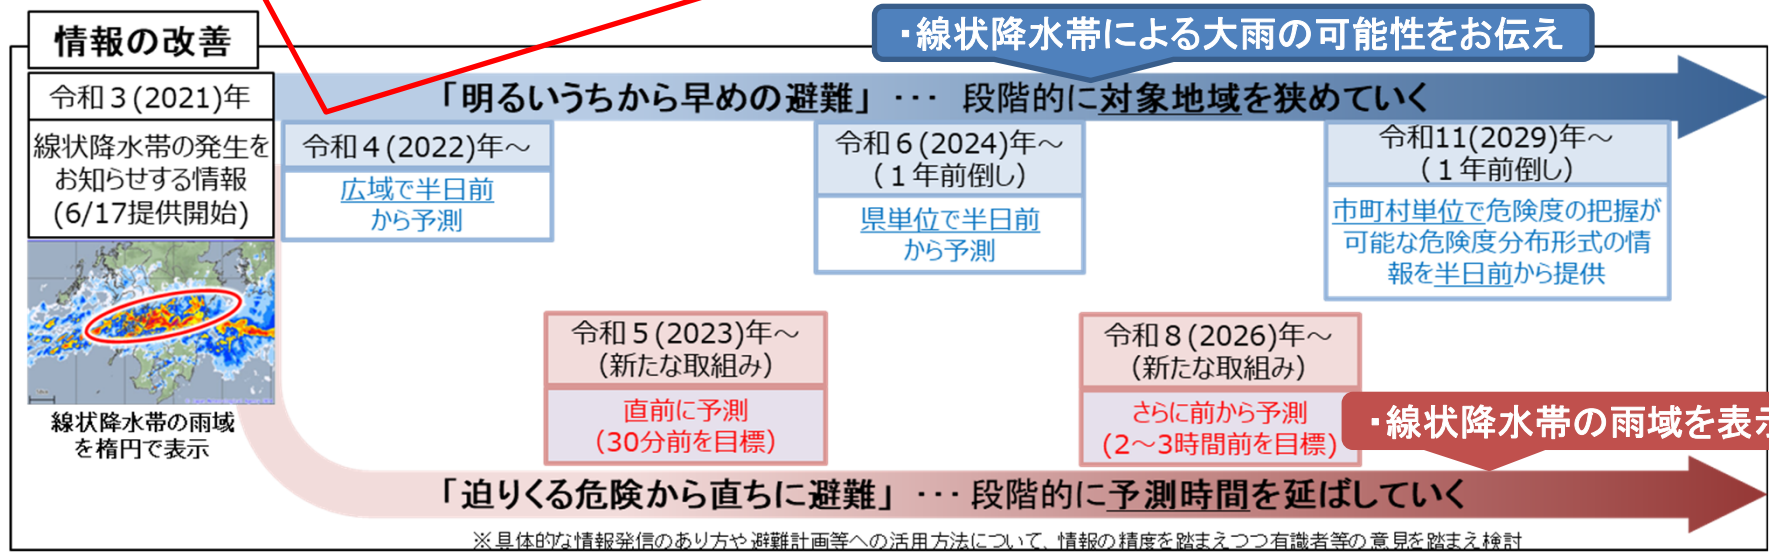 情報の改善
・線状降水帯による大雨の可能性をお伝え
「明るいうちから早めの避難」 ･･･ 段階的に対象地域を狭めていく
令和３(2021)年
線状降水帯の発生を
お知らせする情報
(6/17提供開始)
線状降水帯の雨域
を楕円で表示
令和４(2022)年～
広域で半日前
から予測
令和６(2024)年～
(１年前倒し)
県単位で半日前
から予測
令和11(2029)年～
(１年前倒し)
市町村単位で危険度の把握が
可能な危険度分布形式の情
報を半日前から提供
令和５(2023)年～
(新たな取組み)
直前に予測
(30分前を目標)
令和８(2026)年～
(新たな取組み)
さらに前から予測
(2～3時間前を目標)
・線状降水帯の雨域を表示
「迫りくる危険から直ちに避難」 ･･･ 段階的に予測時間を延ばしていく
※具体的な情報発信のあり方や避難計画等への活用方法について、情報の精度を踏まえつつ有識者等の意見を踏まえ検討